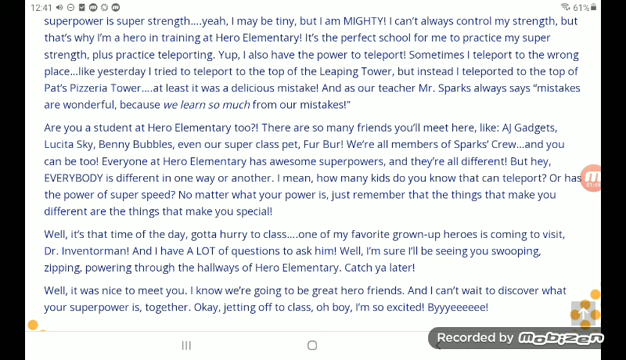 12:41
61%
superpower is super strength....yeah, I may be tiny, but I am MIGHTY! I can't always control my strength, but
that's why I'm a hero in training at Hero Elementary! It's the perfect school for me to practice my super
strength, plus practice teleporting. Yup, I also have the power to teleport! Sometimes I teleport to the wrong
place...like yesterday I tried to teleport to the top of the Leaping Tower, but instead I teleported to the top of
Pat's Pizzeria Tower....at least it was a delicious mistake! And as our teacher Mr. Sparks always says "mistakes
are wonderful, because we learn so much from our mistakes!"
Are you a student at Hero Elementary too?! There are so many friends you'll meet here, like: AJ Gadgets,
Lucita Sky, Benny Bubbles, even our super class pet, Fur Bur! We're all members of Sparks' Crew...and you
can be too! Everyone at Hero Elementary has awesome superpowers, and they're all different! But hey,
EVERYBODY is different in one way or another. I mean, how many kids do you know that can teleport? Or has
the power of super speed? No matter what your power is, just remember that the things that make you
different are the things that make you special!
Well, it's that time of the day, gotta hurry to class....one of my favorite grown-up heroes is coming to visit,
Dr. Inventorman! And I have A LOT of questions to ask him! Well, I'm sure I'll be seeing you swooping,
zipping, powering through the hallways of Hero Elementary. Catch ya later!
Well, it was nice to meet you. I know we're going to be great hero friends. And I can't wait to discover what
your superpower is, together. Okay, jetting off to class, oh boy, I'm so excited! Byyyeeeeee!
Recorded by mobizen